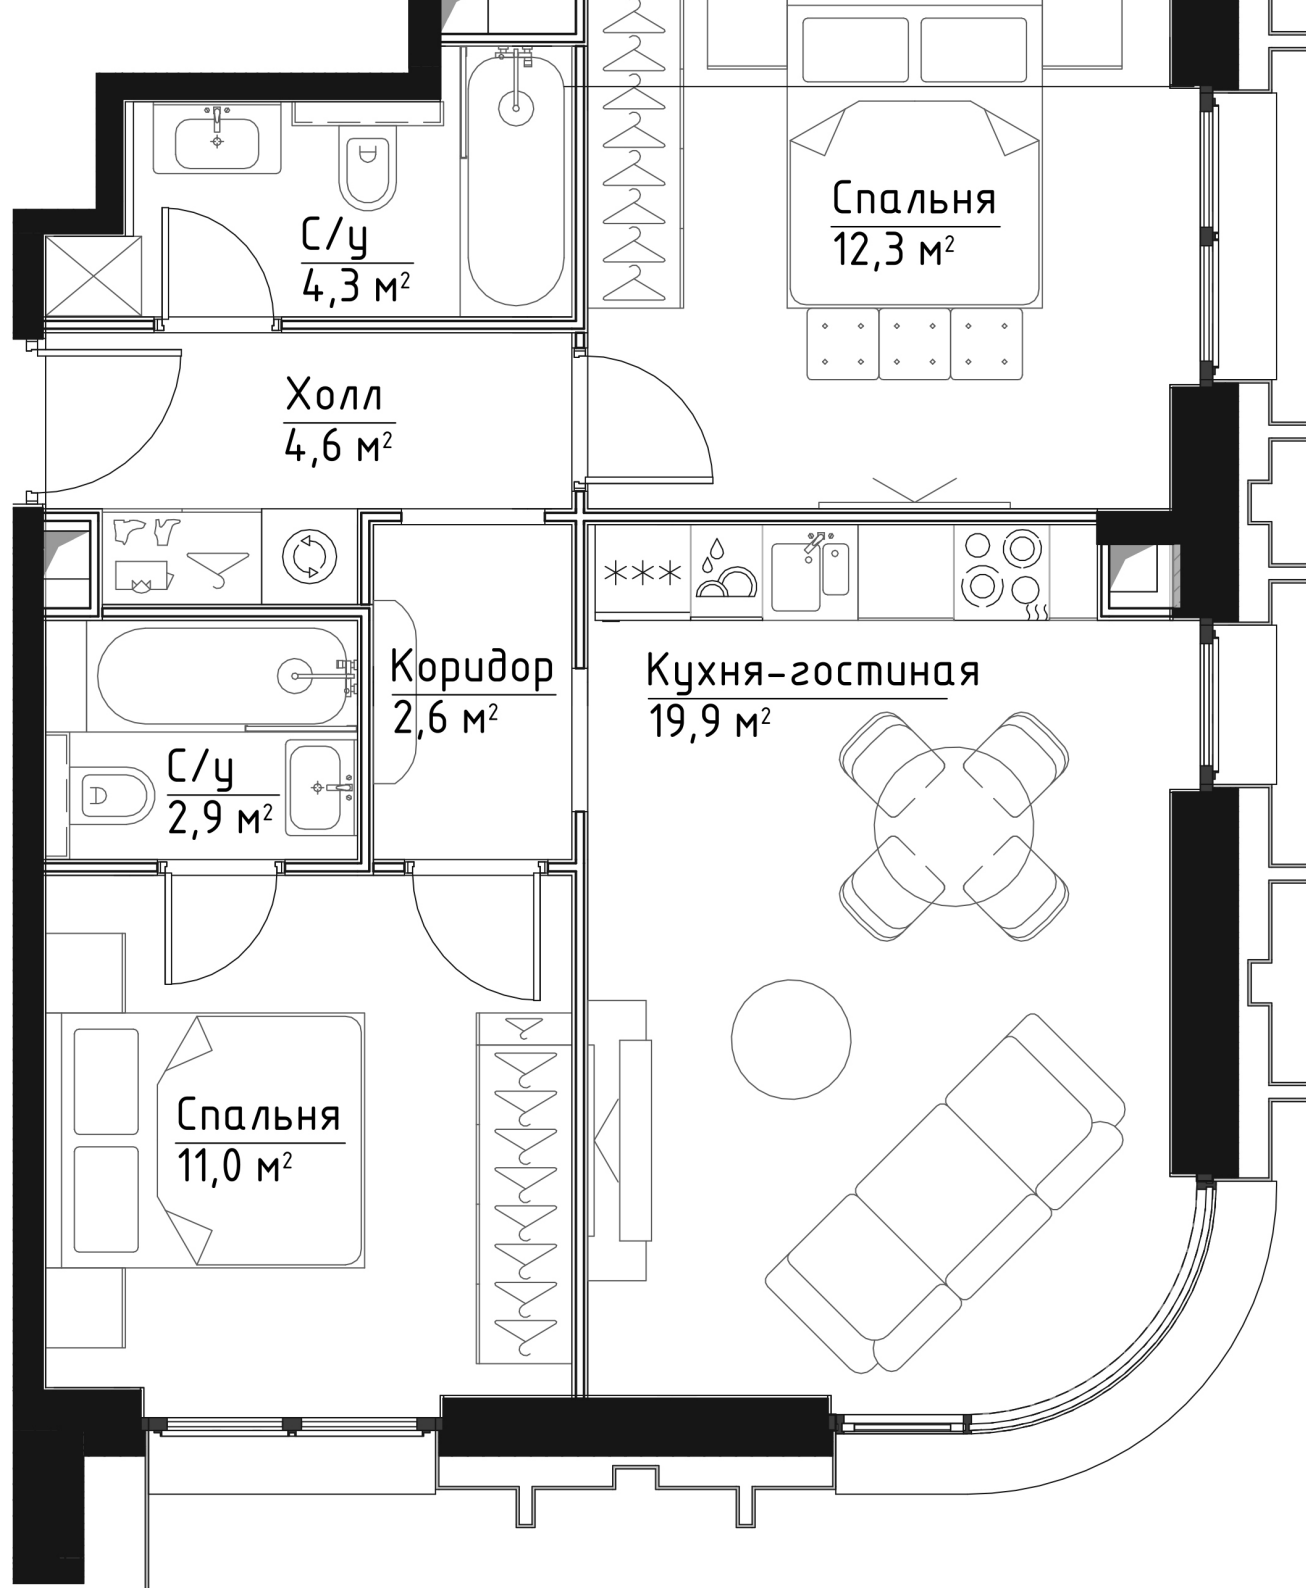 Спальня
12,3 м²
С/у
4,3 м²
Холл
4,6 м²
Коридор
2,6 м²
Кухня-гостиная
19,9 м²
С/у
2,9 м²
Спальня
11,0 м²